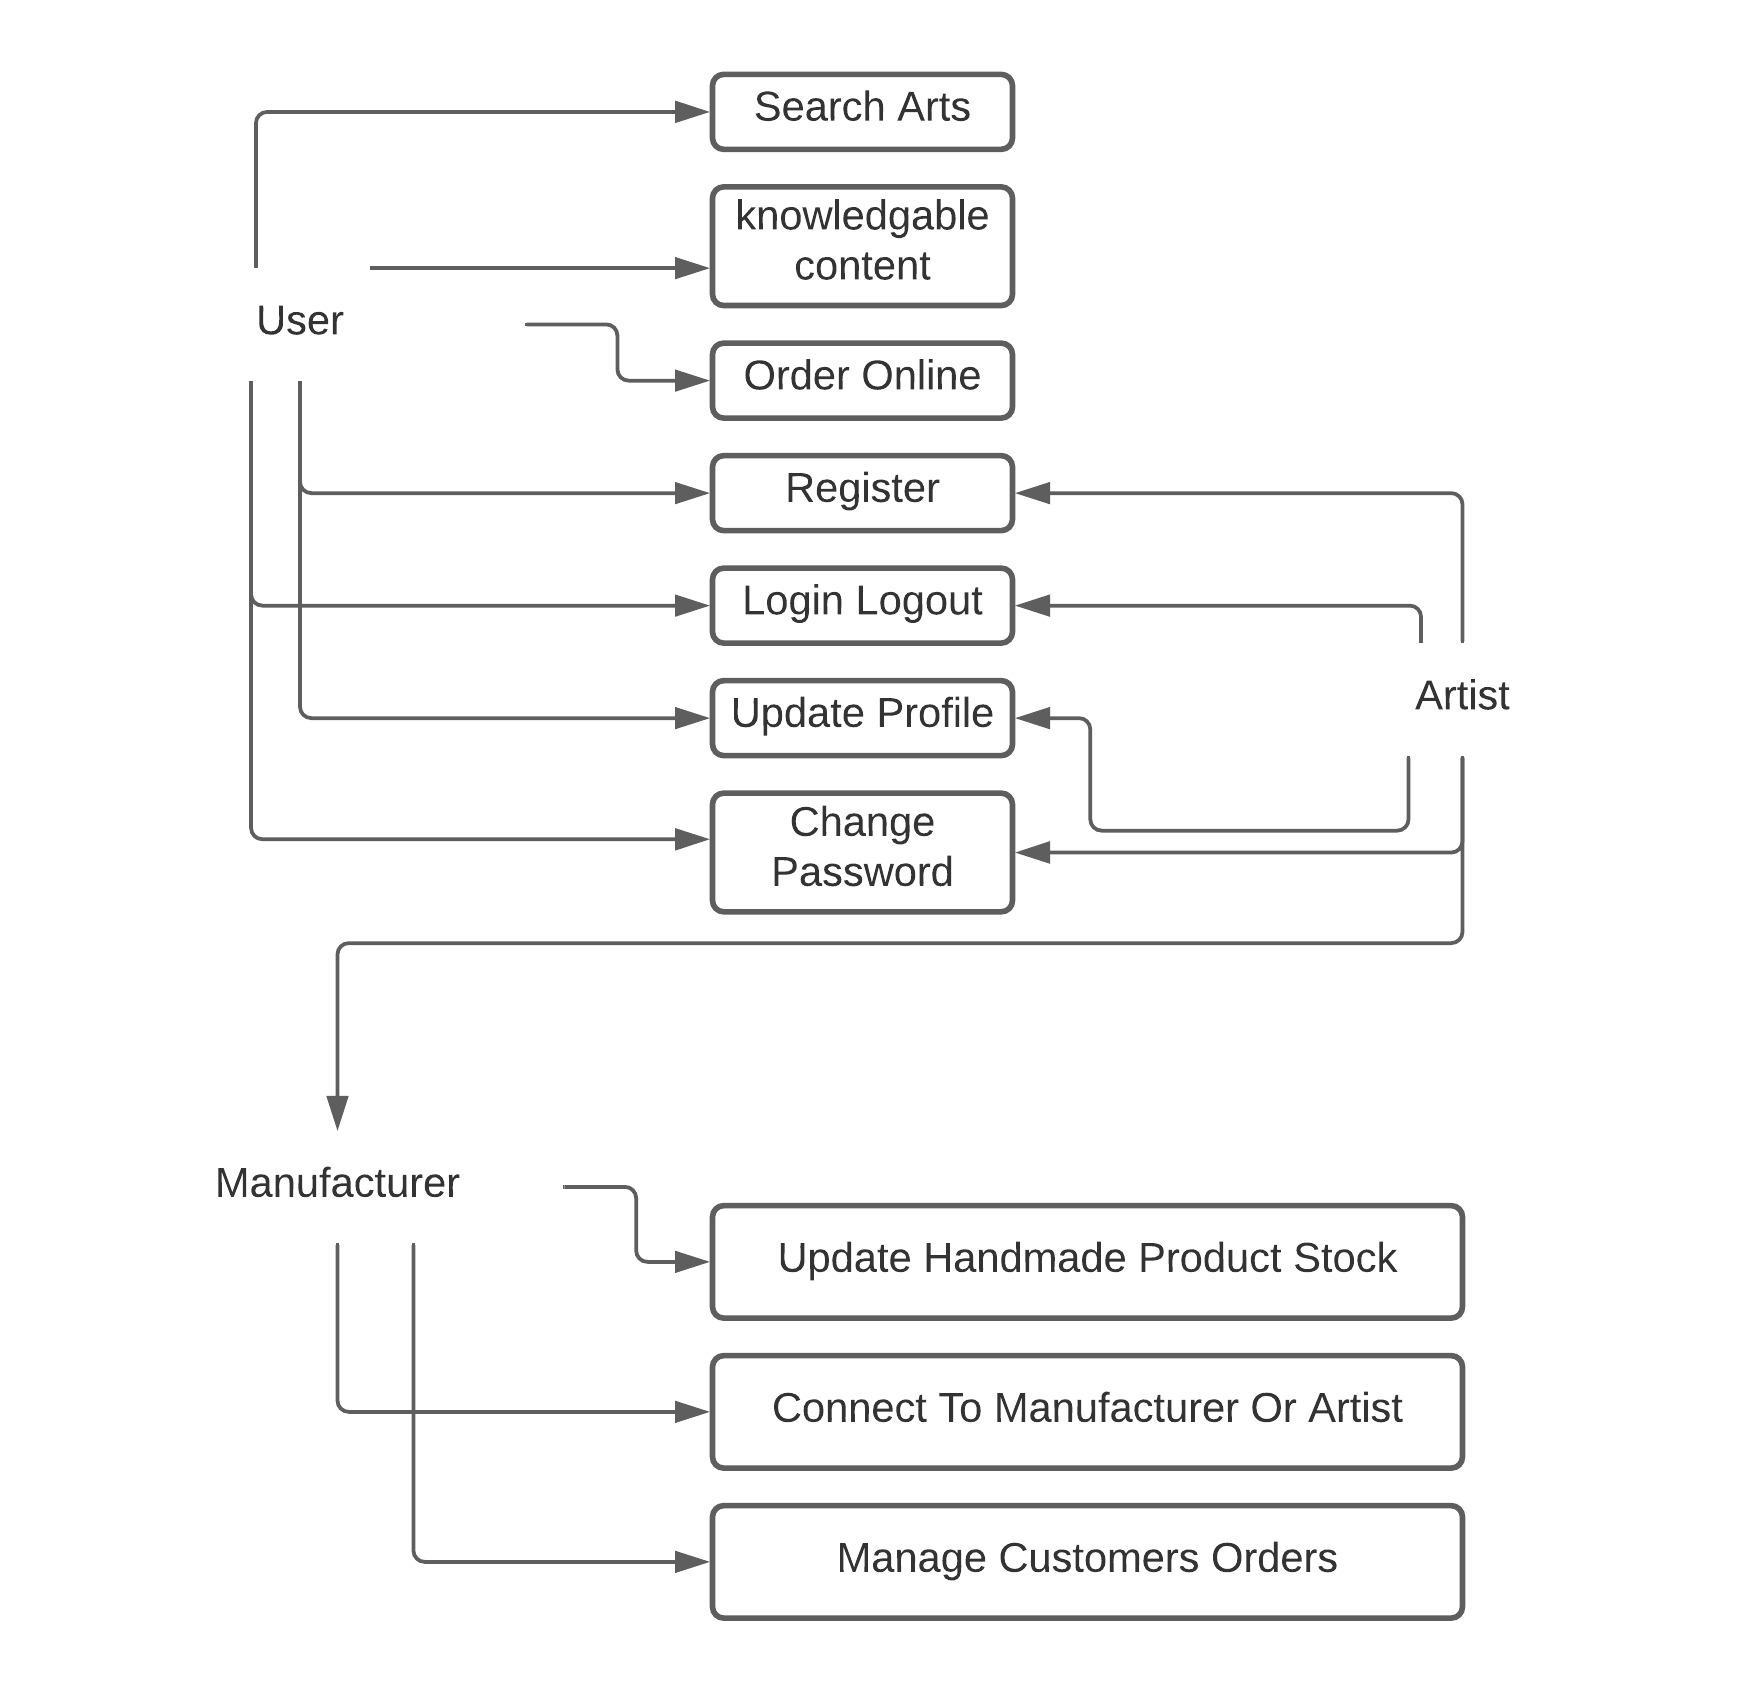 Search Arts
knowledgable
content
User
Order Online
Register
Login Logout
Artist
Update Profile
Change
Password
Manufacturer
Update Handmade Product Stock
Connect To Manufacturer Or Artist
Manage Customers Orders